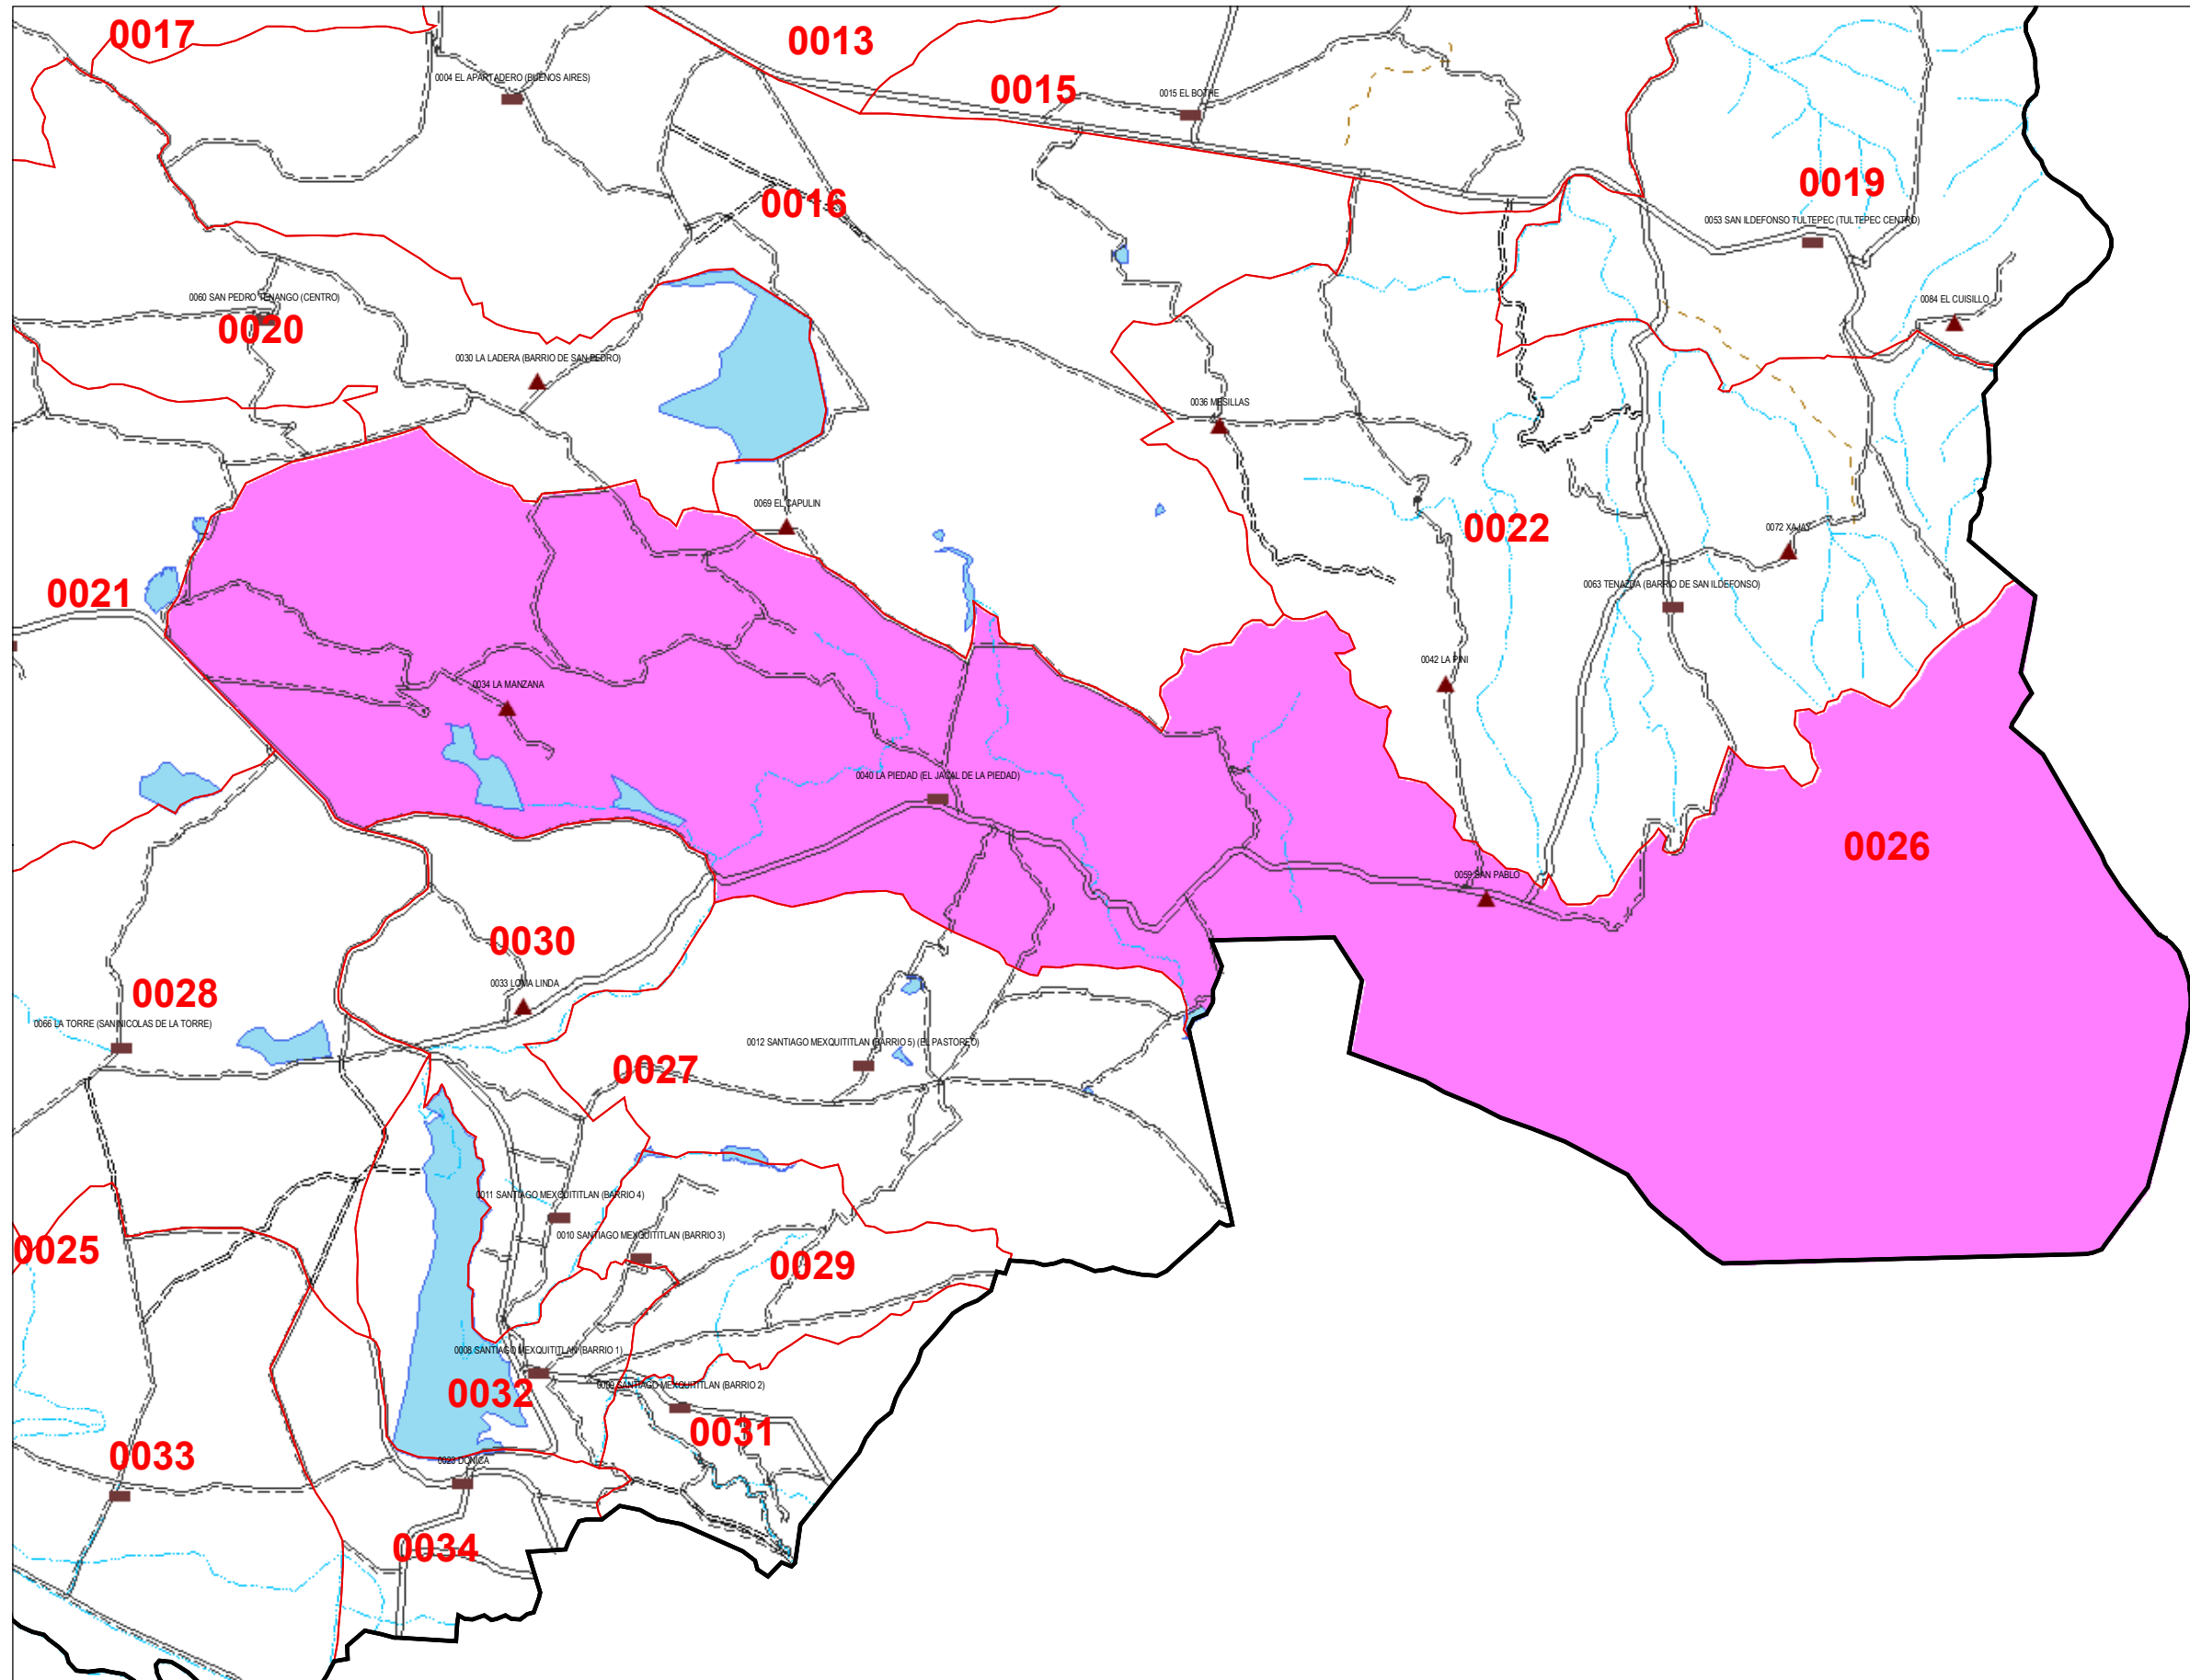 0017
0013
0004 EL APARTADERO (BUENOS AIRES)
0015
0015 EL BOTHE
0019
0016
0053 SAN ILDEFONSO TULTEPEC (TULTEPEC CENTRO)
0060 SAN PEDRO TENANGO (CENTRO)
0084 EL CUISILLO
0020
0030 LA LADERA (BARRIO DE SAN PEDRO)
0036 MESILLAS
0069 EL CAPULIN
0022
0072 XAJAY
0021
0063 TENAZDA (BARRIO DE SAN ILDEFONSO)
0042 LA PINI
0034 LA MANZANA
0040 LA PIEDAD (EL JACAL DE LA PIEDAD)
0026
0059 SAN PABLO
0030
0033 LOMA LINDA
0028
0066 LA TORRE (SAN NICOLAS DE LA TORRE)
0012 SANTIAGO MEXQUITITLAN (BARRIO 5) (EL PASTOREO)
0027
0011 SANTIAGO MEXQUITITLAN (BARRIO 4)
0010 SANTIAGO MEXQUITITLAN (BARRIO 3)
0025
0029
0008 SANTIAGO MEXQUITITLAN (BARRIO 1)
0009 SANTIAGO MEXQUITITLAN (BARRIO 2)
0032
0031
0033
0023 DONICA
0034